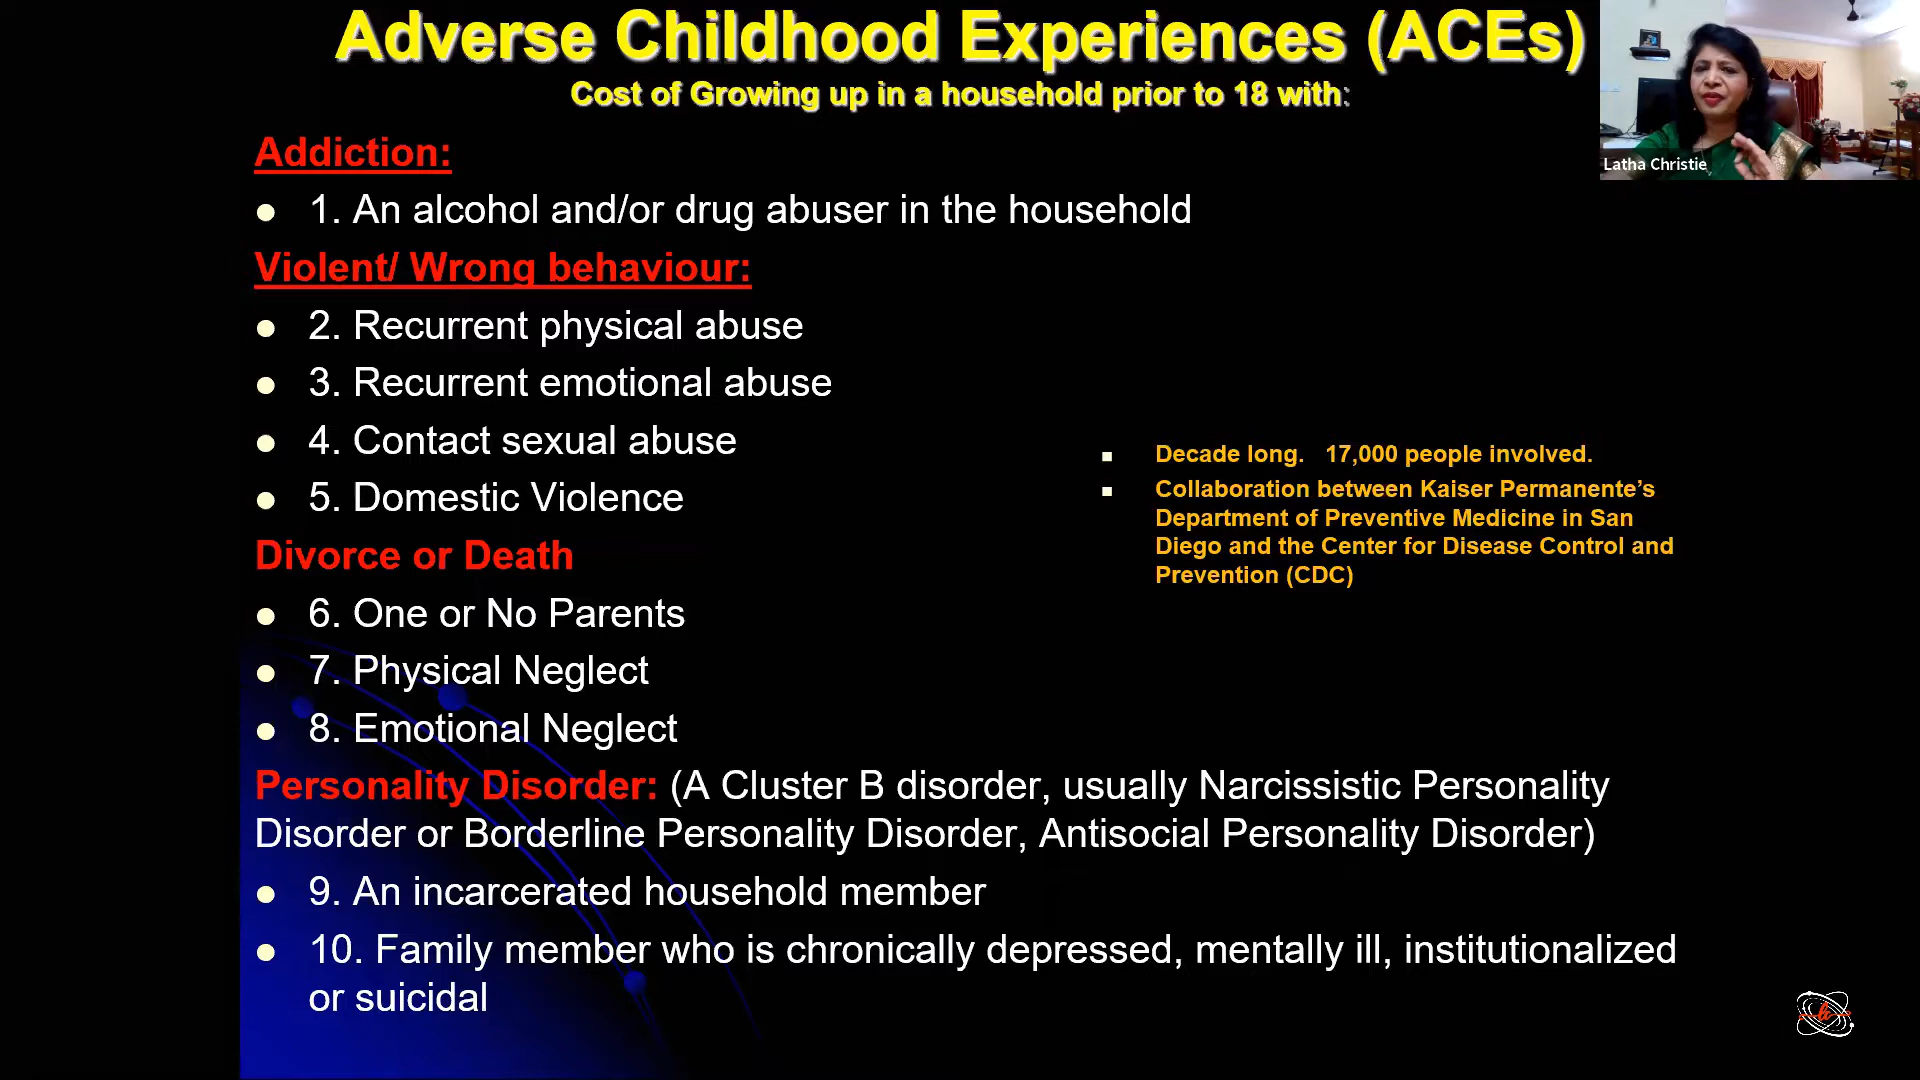 Adverse Childhood Experiences (ACEs)
Cost of Growing up in a household prior to 18 with:
Latha Christie
Addiction:
● 1. An alcohol and/or drug abuser in the household
Violent/ Wrong behaviour:
● 2. Recurrent physical abuse
● 3. Recurrent emotional abuse
● 4. Contact sexual abuse
● 5. Domestic Violence
Divorce or Death
● 6. One or No Parents
● 7. Physical Neglect
● 8. Emotional Neglect
Personality Disorder: (A Cluster B disorder, usually Narcissistic Personality
Disorder or Borderline Personality Disorder, Antisocial Personality Disorder)
● 9. An incarcerated household member
● 10. Family member who is chronically depressed, mentally ill, institutionalized
or suicidal
■ Decade long. 17,000 people involved.
■ Collaboration between Kaiser Permanente’s
Department of Preventive Medicine in San
Diego and the Center for Disease Control and
Prevention (CDC)